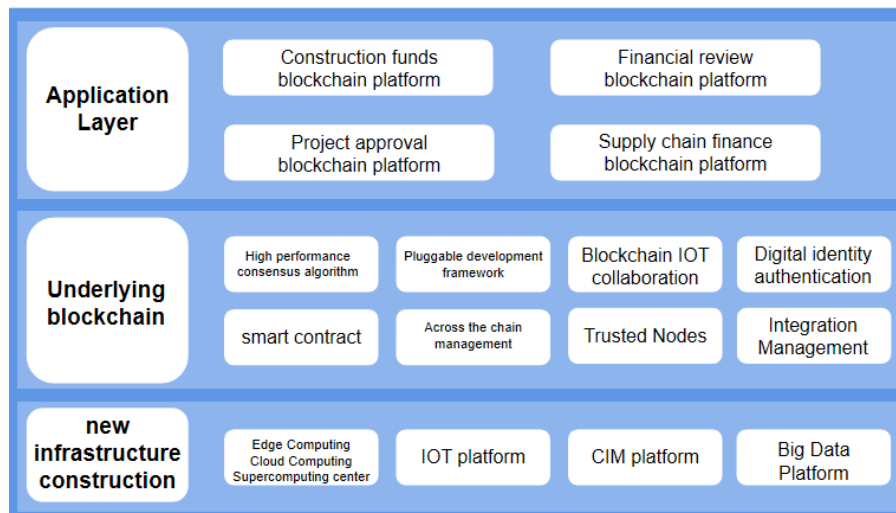 Application
Layer
Construction funds
blockchain platform
Financial review
blockchain platform
Project approval
blockchain platform
Supply chain finance
blockchain platform
Underlying
blockchain
High performance
consensus algorithm
Pluggable development
framework
Blockchain IOT
collaboration
Digital identity
authentication
smart contract
Across the chain
management
Trusted Nodes
Integration
Management
new
infrastructure
construction
Edge Computing
Cloud Computing
Supercomputing center
IOT platform
CIM platform
Big Data
Platform